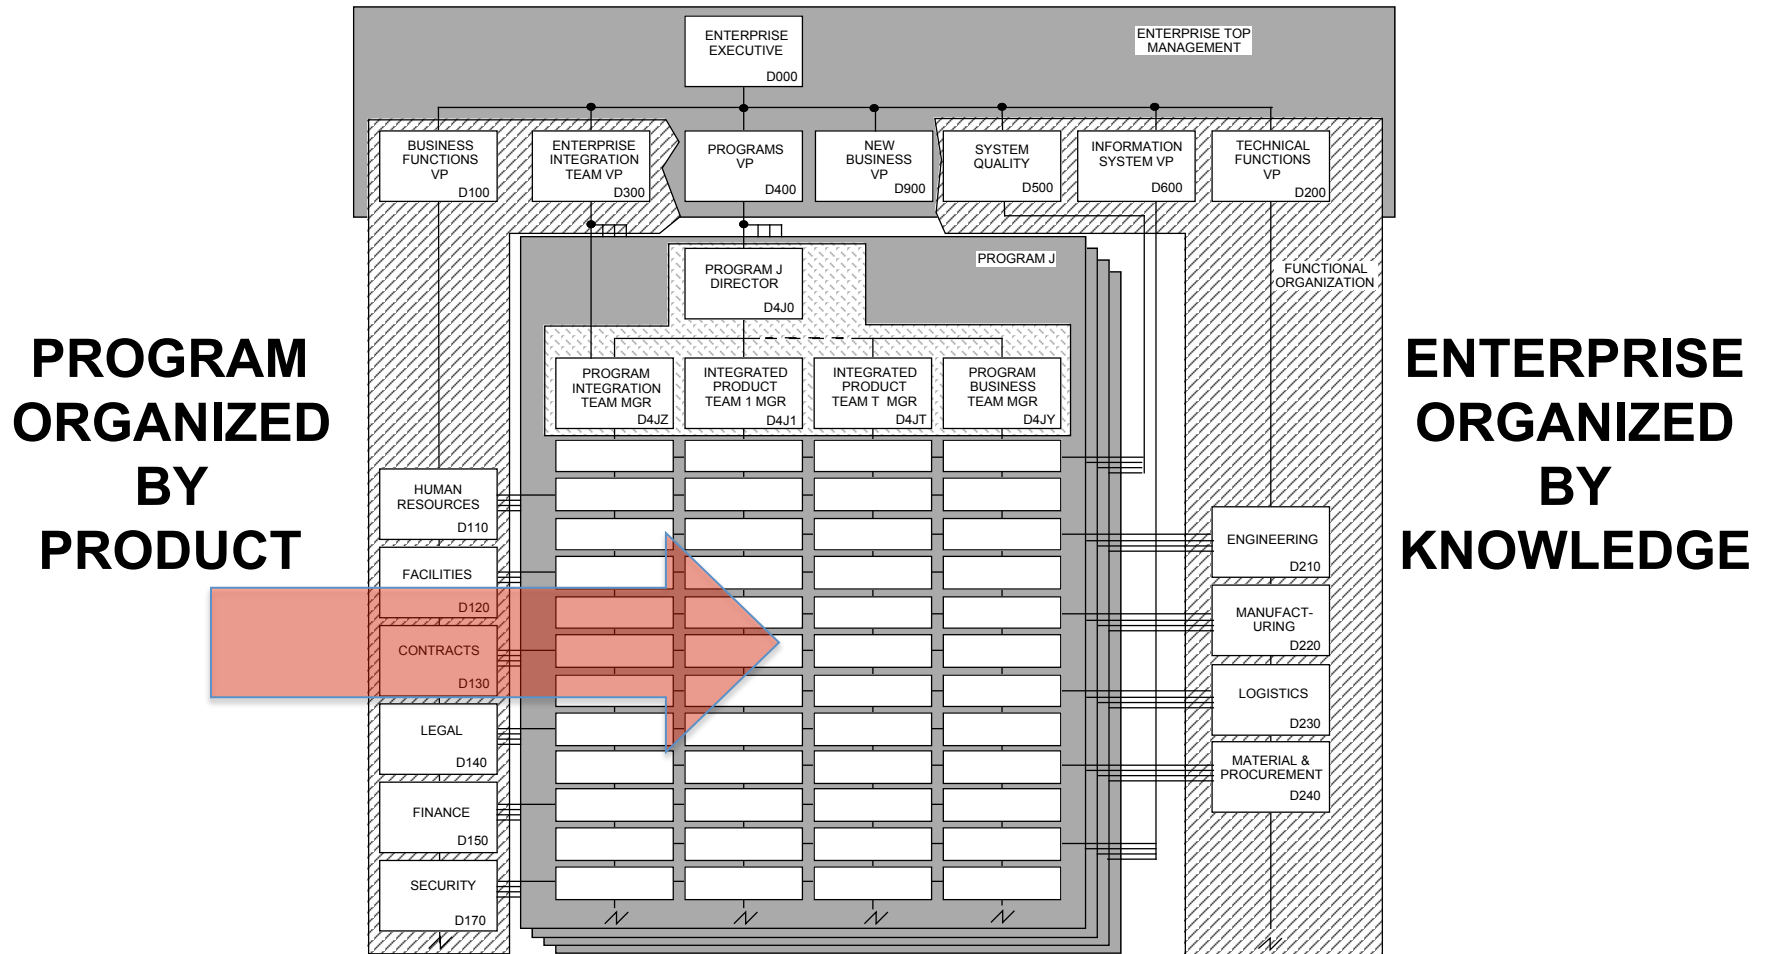 ENTERPRISE
EXECUTIVE
D000
ENTERPRISE TOP
MANAGEMENT
BUSINESS
FUNCTIONS
VP
D100
ENTERPRISE
INTEGRATION
TEAM VP
D300
PROGRAMS
VP
D400
NEW
BUSINESS
VP
D900
SYSTEM
QUALITY
D500
INFORMATION
SYSTEM VP
D600
TECHNICAL
FUNCTIONS
VP
D200
PROGRAM J
PROGRAM J
DIRECTOR
D4J0
FUNCTIONAL
ORGANIZATION
PROGRAM
INTEGRATION
TEAM MGR
D4JZ
INTEGRATED
PRODUCT
TEAM 1 MGR
D4J1
INTEGRATED
PRODUCT
TEAM T MGR
D4JT
PROGRAM
BUSINESS
TEAM MGR
D4JY
PROGRAM
ORGANIZED
BY
PRODUCT
ENTERPRISE
ORGANIZED
BY
KNOWLEDGE
HUMAN
RESOURCES
D110
FACILITIES
D120
CONTRACTS
D130
LEGAL
D140
FINANCE
D150
SECURITY
D170
ENGINEERING
D210
MANUFACT-
URING
D220
LOGISTICS
D230
MATERIAL &
PROCUREMENT
D240